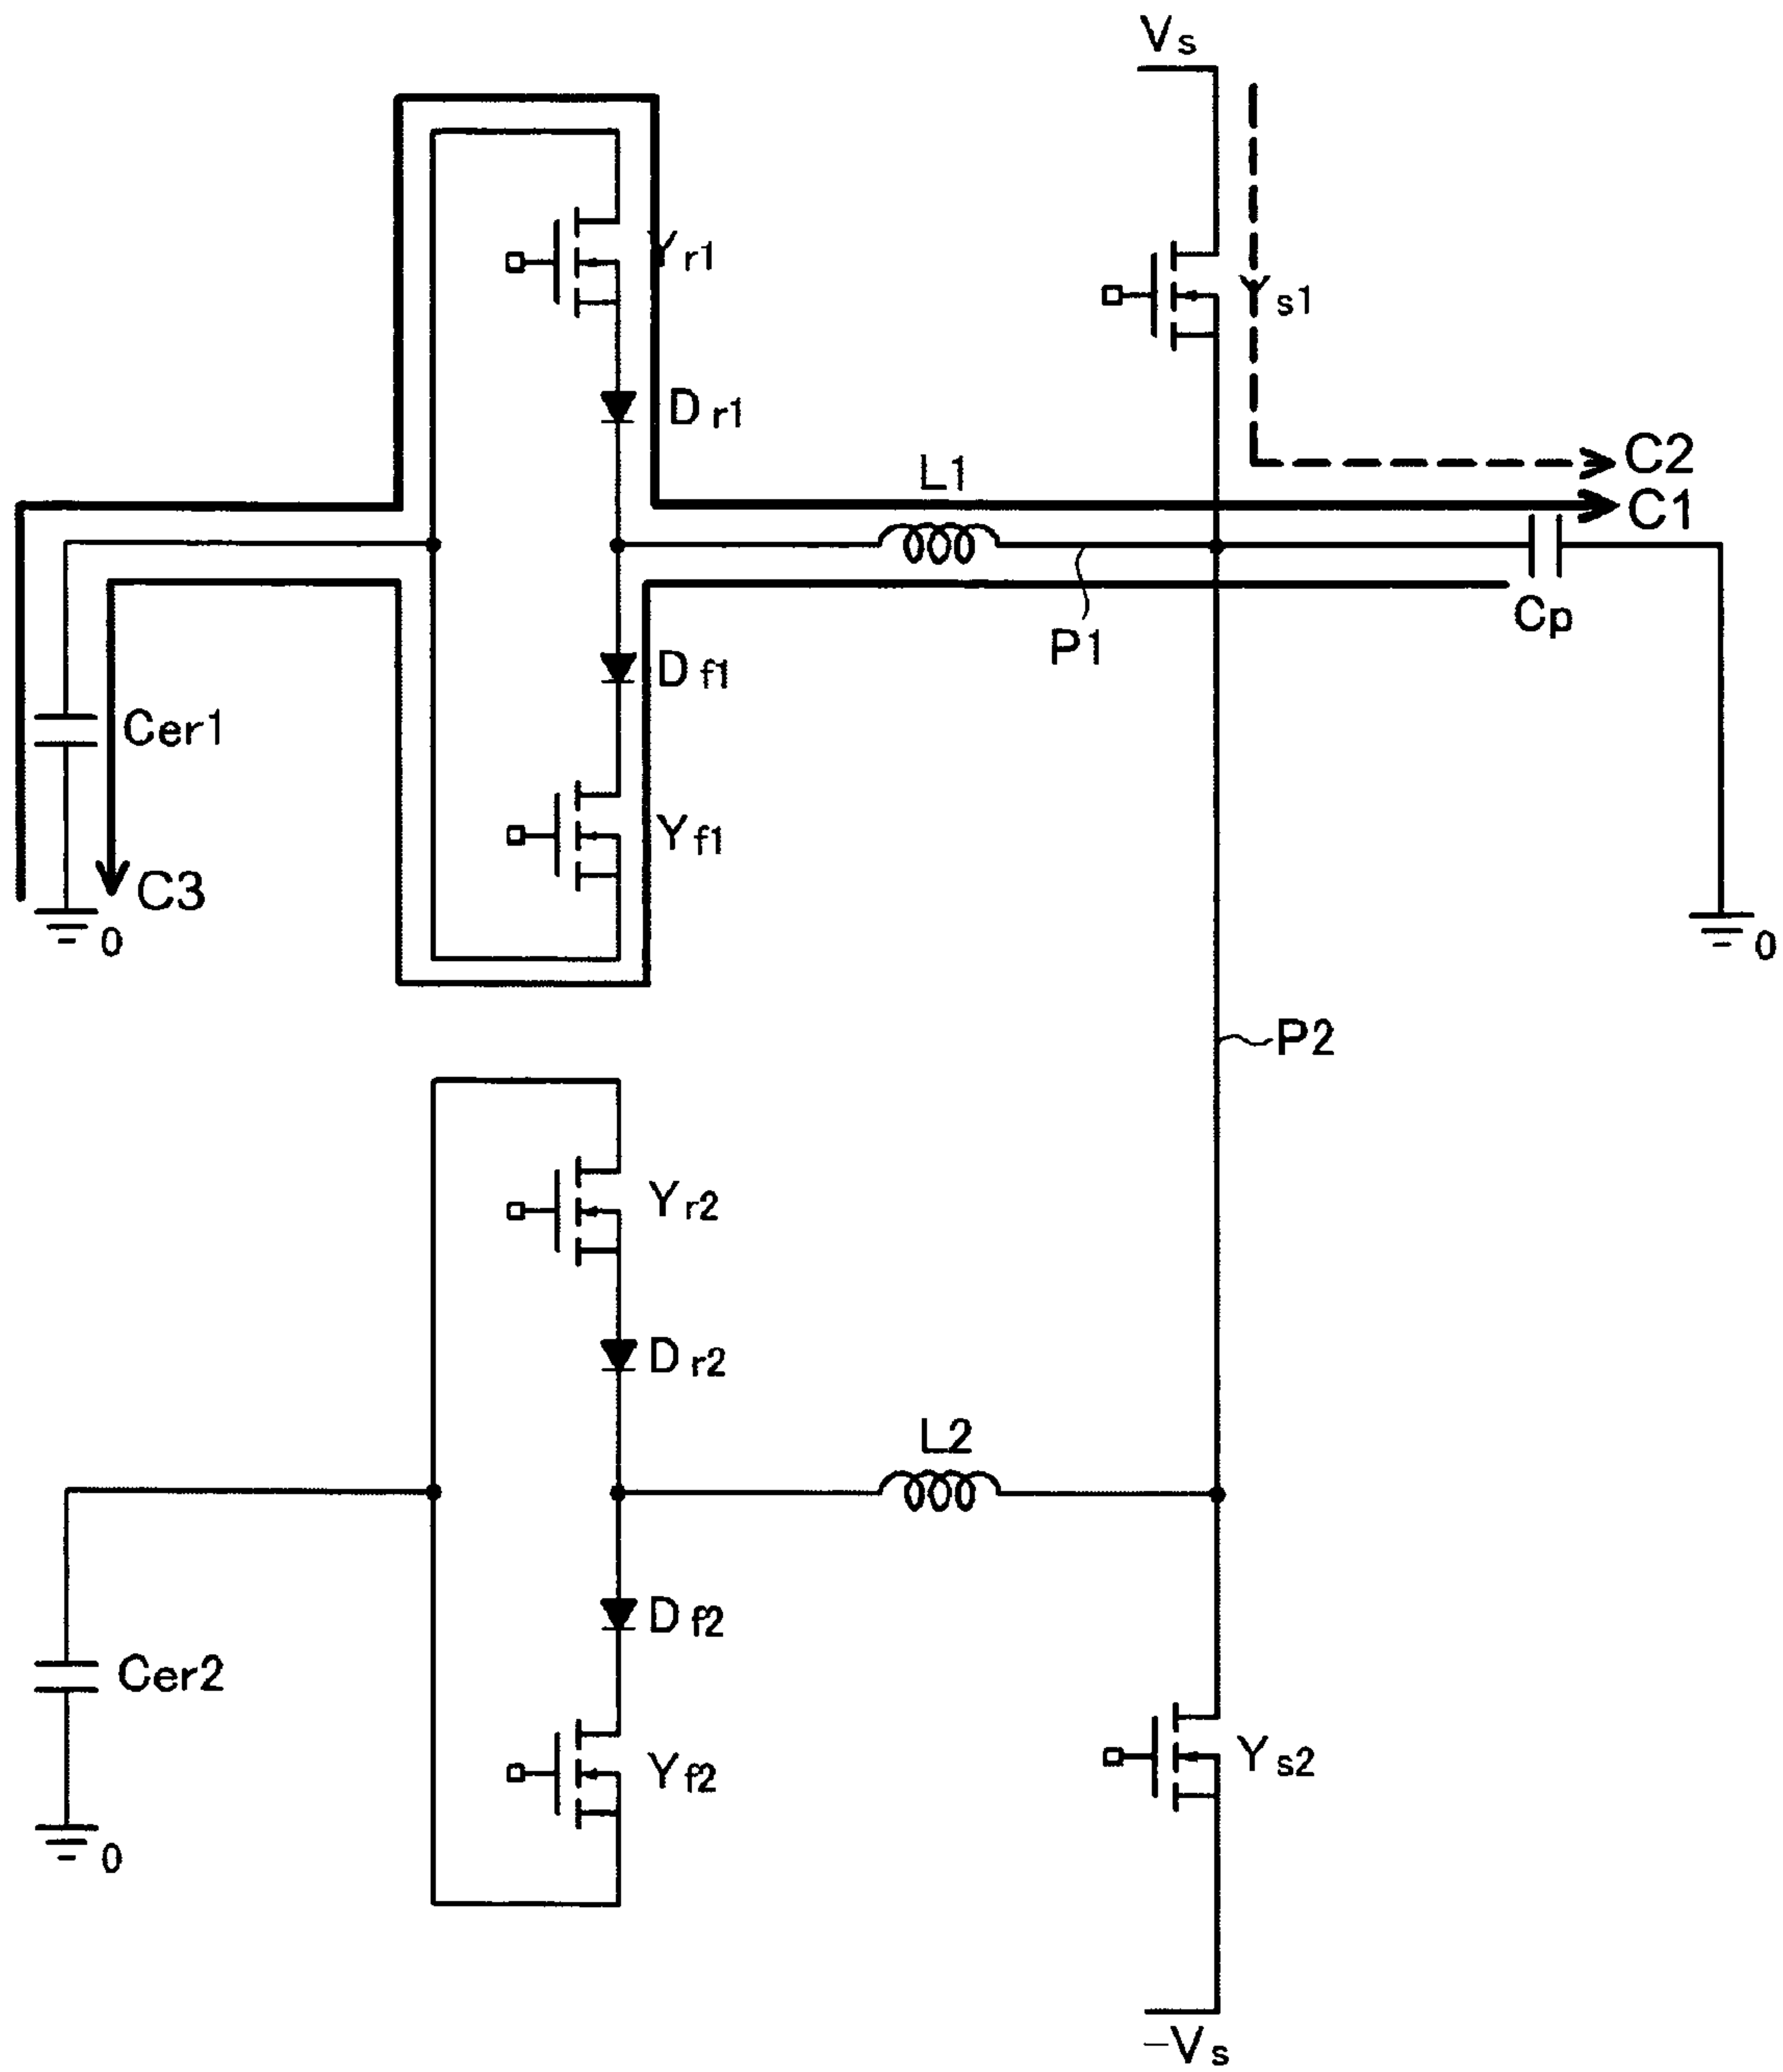 Vs
Yr1
Ys1
Dr1
C2
L1
C1
P1
Cp
Df1
Cer1
Yf1
C3
0
0
P2
Yr2
Dr2
L2
Df2
Cer2
Ys2
Yf2
0
-Vs